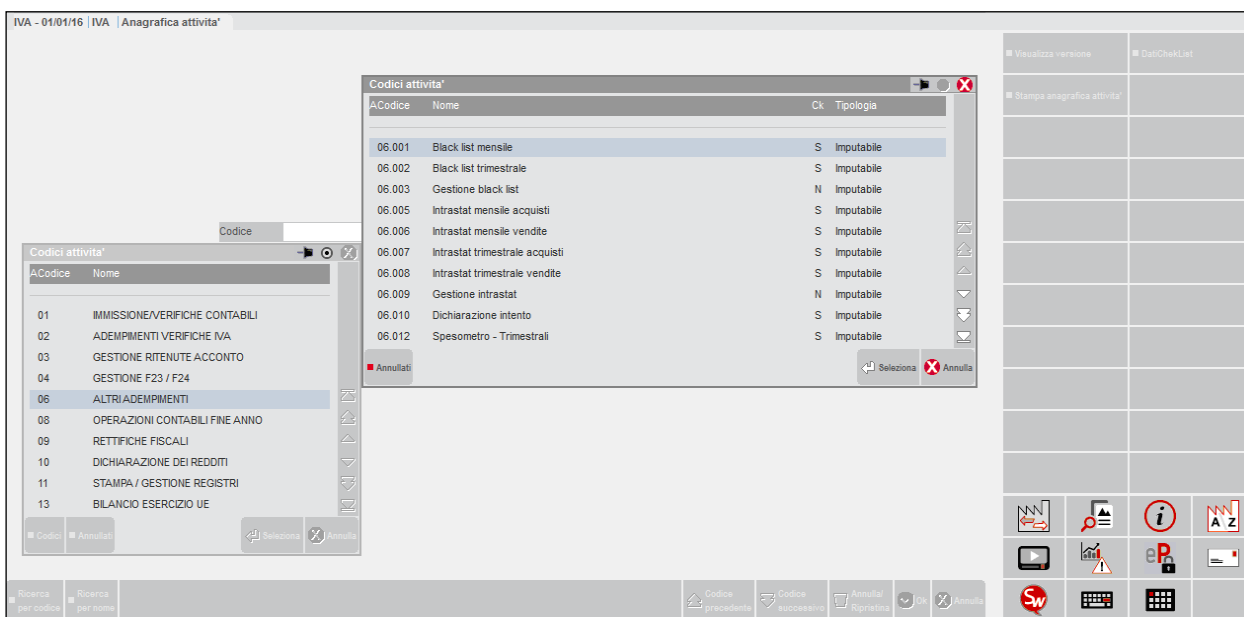 IVA - 01/01/16 IVA Anagrafica attivita'
Visualizza versione DatiChekList
Stampa anagrafica attivita'
Codici attivita'
ACodice Nome Ck Tipologia
06.001 Black list mensile S Imputabile
06.002 Black list trimestrale S Imputabile
06.003 Gestione black list N Imputabile
06.005 Intrastat mensile acquisti S Imputabile
06.006 Intrastat mensile vendite S Imputabile
06.007 Intrastat trimestrale acquisti S Imputabile
06.008 Intrastat trimestrale vendite S Imputabile
06.009 Gestione intrastat N Imputabile
06.010 Dichiarazione intento S Imputabile
06.012 Spesometro - Trimestrali S Imputabile
Annullati Seleziona Annulla
Codice
Codici attivita'
ACodice Nome
01 IMMISSIONE/VERIFICHE CONTABILI
02 ADEMPIMENTI VERIFICHE IVA
03 GESTIONE RITENUTE ACCONTO
04 GESTIONE F23 / F24
06 ALTRI ADEMPIMENTI
08 OPERAZIONI CONTABILI FINE ANNO
09 RETTIFICHE FISCALI
10 DICHIARAZIONE DEI REDDITI
11 STAMPA / GESTIONE REGISTRI
13 BILANCIO ESERCIZIO UE
Codici Annullati Seleziona Annulla
Ricerca per codice
Ricerca per nome
Codice precedente
Codice successivo
Annulla/ Ripristina
Ok
Annulla
i
A Z
eP
Sw